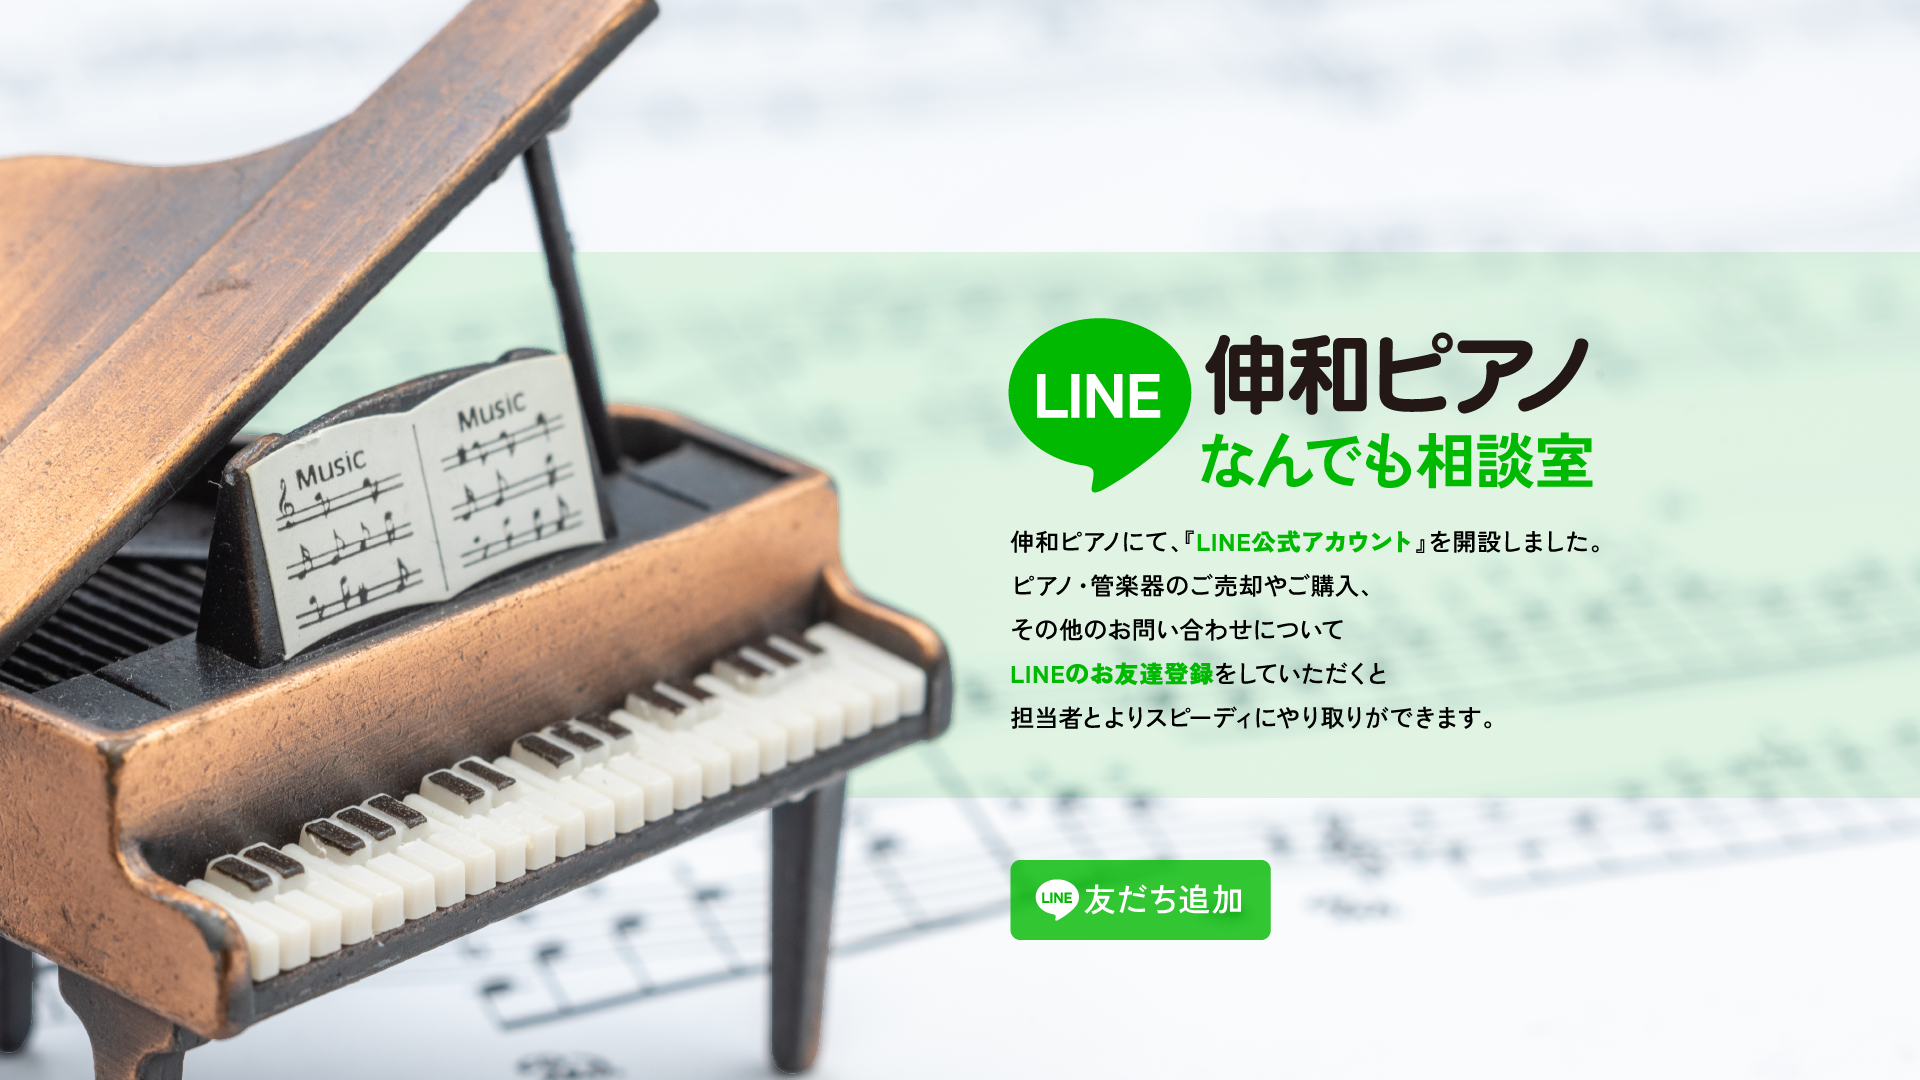 Music
Music
LINE
伸和ピアノ
なんでも相談室
伸和ピアノにて、『LINE公式アカウント』を開設しました。
ピアノ・管楽器のご売却やご購入、
その他のお問い合わせについて
LINEのお友達登録をしていただくと
担当者とよりスピーディにやり取りができます。
LINE 友だち追加